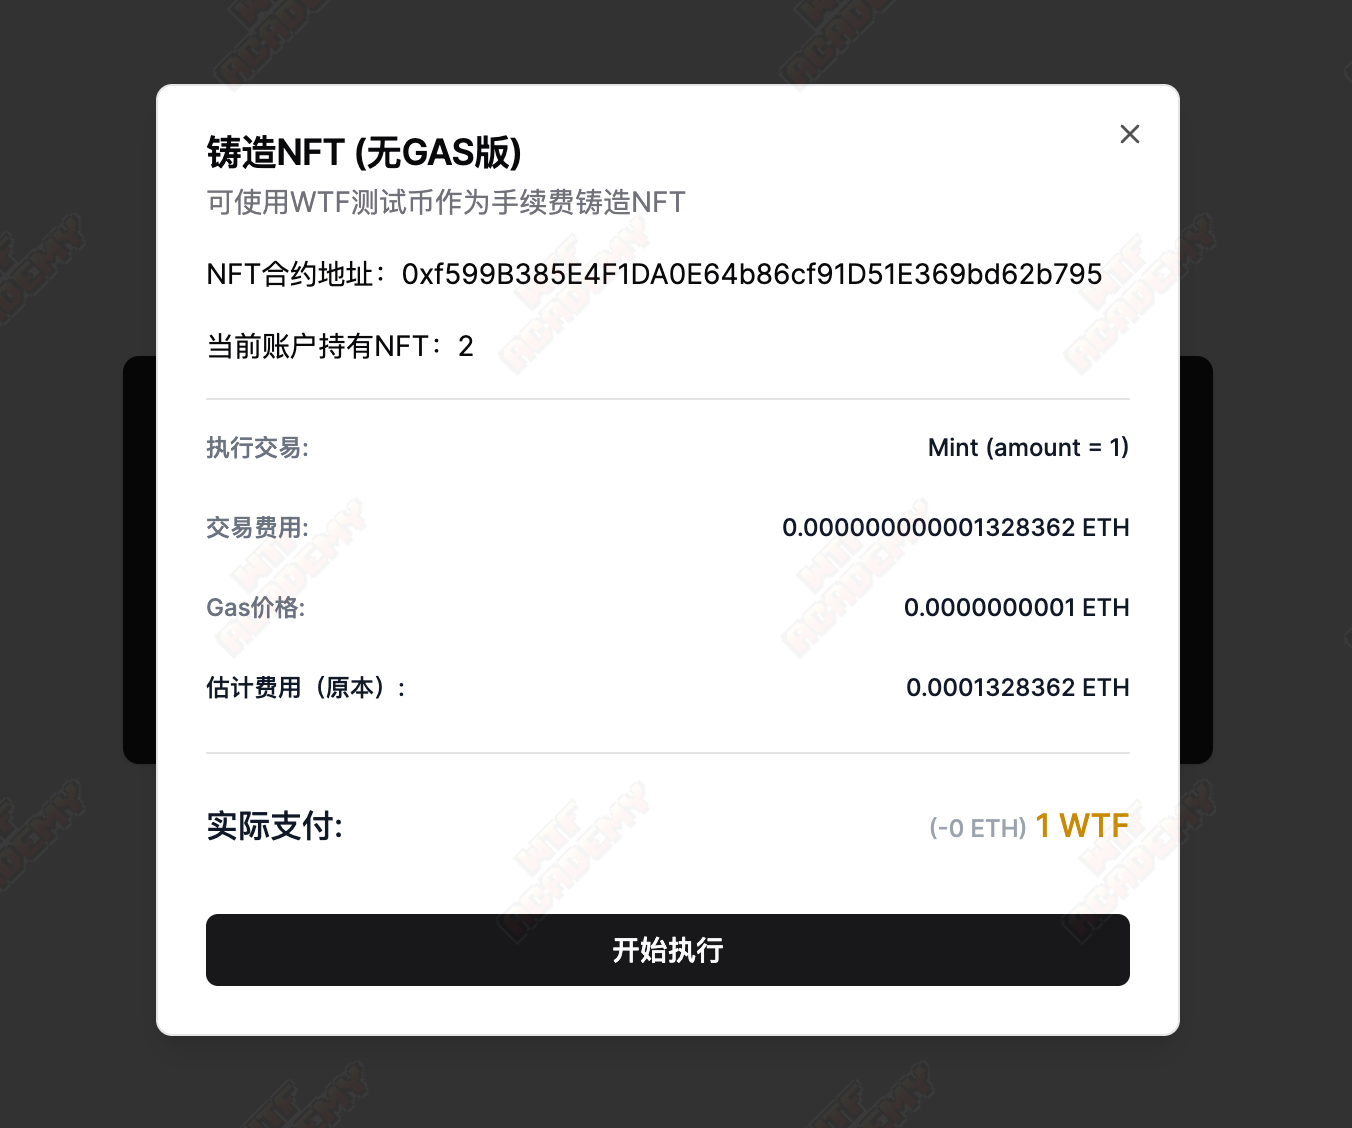 铸造NFT (无GAS版)
可使用WTF测试币作为手续费铸造NFT
NFT合约地址：0xf599B385E4F1DA0E64b86cf91D51E369bd62b795
当前账户持有NFT：2
执行交易: Mint (amount = 1)
交易费用: 0.000000000001328362 ETH
Gas价格: 0.0000000001 ETH
估计费用（原本）: 0.0001328362 ETH
实际支付: (-0 ETH) 1 WTF
开始执行
WTF
ACADEMY